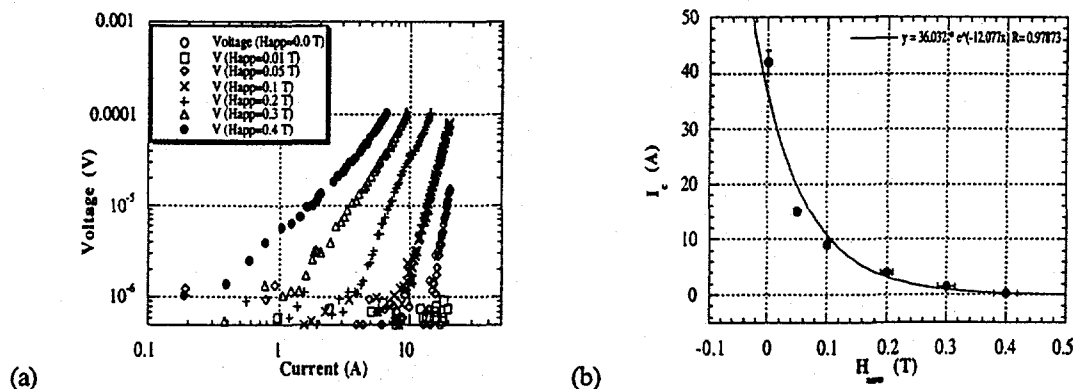 0.001
0.0001
10⁻⁵
10⁻⁶
Voltage (V)
Voltage (Happ=0.0 T)
V (Happ=0.01 T)
V (Happ=0.05 T)
V (Happ=0.1 T)
V (Happ=0.2 T)
V (Happ=0.3 T)
V (Happ=0.4 T)
0.1 1 10 100
Current (A)
(a)
50
40
30
20
10
0
I_c (A)
y = 36.032 e^(-12.077x) R= 0.97873
-0.1 0 0.1 0.2 0.3 0.4 0.5
H (T)
(b)